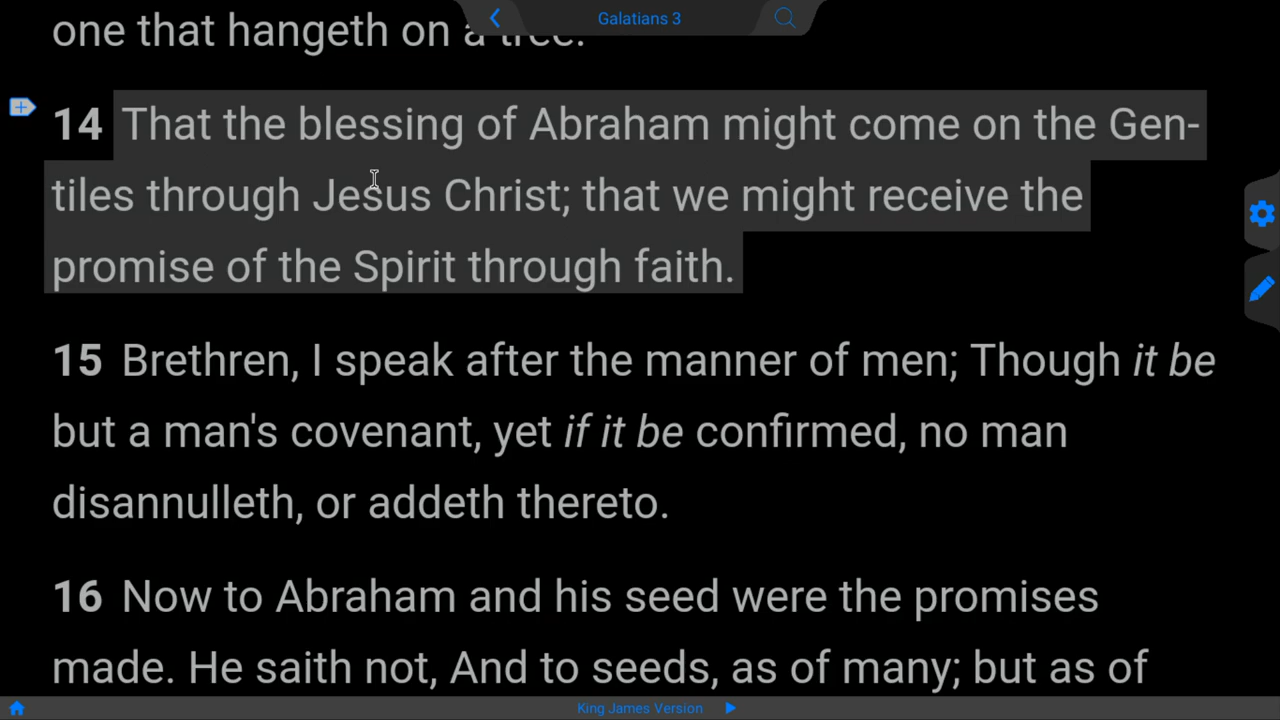 Galatians 3
one that hangeth on a tree.
14 That the blessing of Abraham might come on the Gen-
tiles through Jesus Christ; that we might receive the
promise of the Spirit through faith.
15 Brethren, I speak after the manner of men; Though it be
but a man's covenant, yet if it be confirmed, no man
disannulleth, or addeth thereto.
16 Now to Abraham and his seed were the promises
made. He saith not, And to seeds, as of many; but as of
King James Version